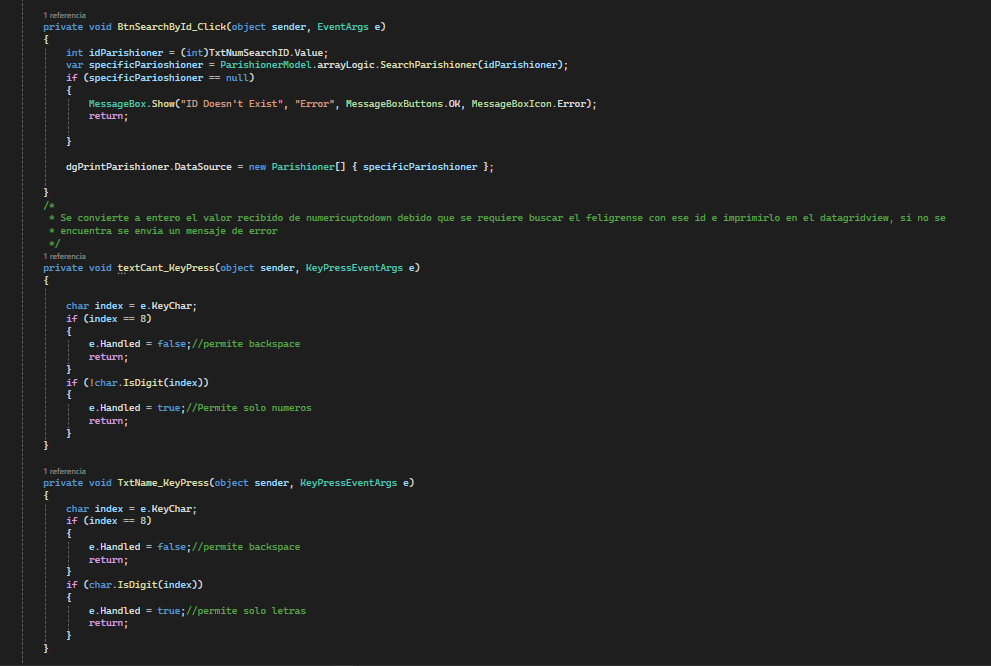 1 referencia
private void BtnSearchById_Click(object sender, EventArgs e)
{
int idParishioner = (int)TxtNumSearchID.Value;
var specificParioshioner = ParishionerModel.arrayLogic.SearchParishioner(idParishioner);
if (specificParioshioner == null)
{
MessageBox.Show("ID Doesn't Exist", "Error", MessageBoxButtons.OK, MessageBoxIcon.Error);
return;
}
dgPrintParishioner.DataSource = new Parishioner[] { specificParioshioner };
}
/*
* Se convierte a entero el valor recibido de numericuptodown debido que se requiere buscar el feligrense con ese id e imprimirlo en el datagridview, si no se
* encuentra se envia un mensaje de error
*/
1 referencia
private void textCant_KeyPress(object sender, KeyPressEventArgs e)
{
char index = e.KeyChar;
if (index == 8)
{
e.Handled = false;//permite backspace
return;
}
if (!char.IsDigit(index))
{
e.Handled = true;//Permite solo numeros
return;
}
}
1 referencia
private void TxtName_KeyPress(object sender, KeyPressEventArgs e)
{
char index = e.KeyChar;
if (index == 8)
{
e.Handled = false;//permite backspace
return;
}
if (char.IsDigit(index))
{
e.Handled = true;//permite solo letras
return;
}
}